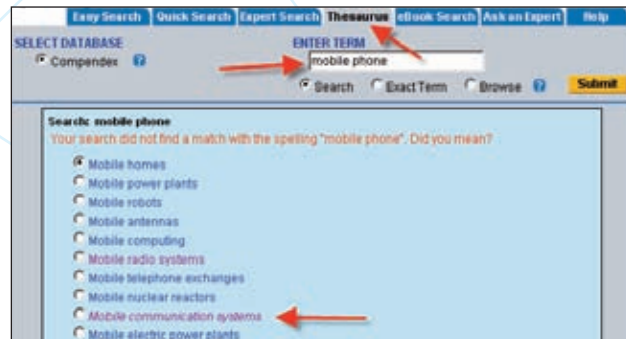 Easy Search Quick Search Expert Search Thesaurus eBook Search Ask an Expert Help
SELECT DATABASE ENTER TERM
Compendex ? mobile phone
Search Exact Term Browse ? Submit
Search: mobile phone
Your search did not find a match with the spelling "mobile phone". Did you mean?
Mobile homes
Mobile power plants
Mobile robots
Mobile antennas
Mobile computing
Mobile radio systems
Mobile telephone exchanges
Mobile nuclear reactors
Mobile communication systems
Mobile electric power plants